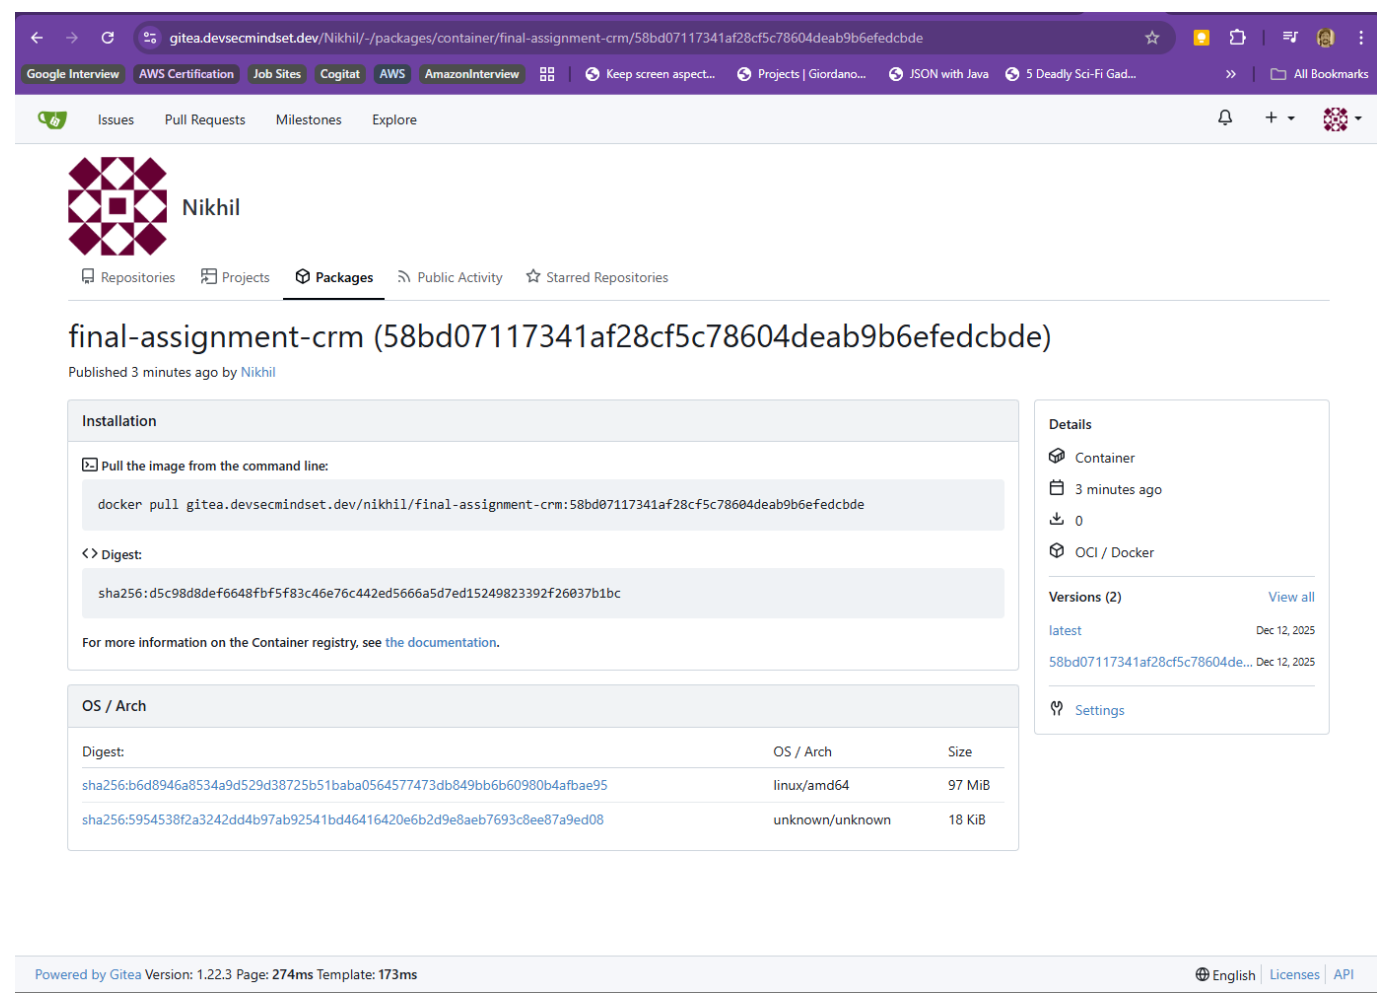 gitea.devsecmindset.dev/Nikhil/-/packages/container/final-assignment-crm/58bd07117341af28cf5c78604deab9b6efedcbde
Google Interview AWS Certification Job Sites Cogitat AWS AmazonInterview Keep screen aspect... Projects | Giordano... JSON with Java 5 Deadly Sci-Fi Gad... » All Bookmarks
Issues Pull Requests Milestones Explore
Nikhil
Repositories Projects Packages Public Activity Starred Repositories
final-assignment-crm (58bd07117341af28cf5c78604deab9b6efedcbde)
Published 3 minutes ago by Nikhil
Installation
Pull the image from the command line:
docker pull gitea.devsecmindset.dev/nikhil/final-assignment-crm:58bd07117341af28cf5c78604deab9b6efedcbde
Digest:
sha256:d5c98d8def6648fbf5f83c46e76c442ed5666a5d7ed15249823392f26037b1bc
For more information on the Container registry, see the documentation.
OS / Arch
Digest: OS / Arch Size
sha256:b6d8946a8534a9d529d38725b51baba0564577473db849bb6b60980b4afbae95 linux/amd64 97 MiB
sha256:5954538f2a3242dd4b97ab92541bd46416420e6b2d9e8aeb7693c8ee87a9ed08 unknown/unknown 18 KiB
Details
Container
3 minutes ago
0
OCI / Docker
Versions (2) View all
latest Dec 12, 2025
58bd07117341af28cf5c78604de... Dec 12, 2025
Settings
Powered by Gitea Version: 1.22.3 Page: 274ms Template: 173ms
English Licenses API